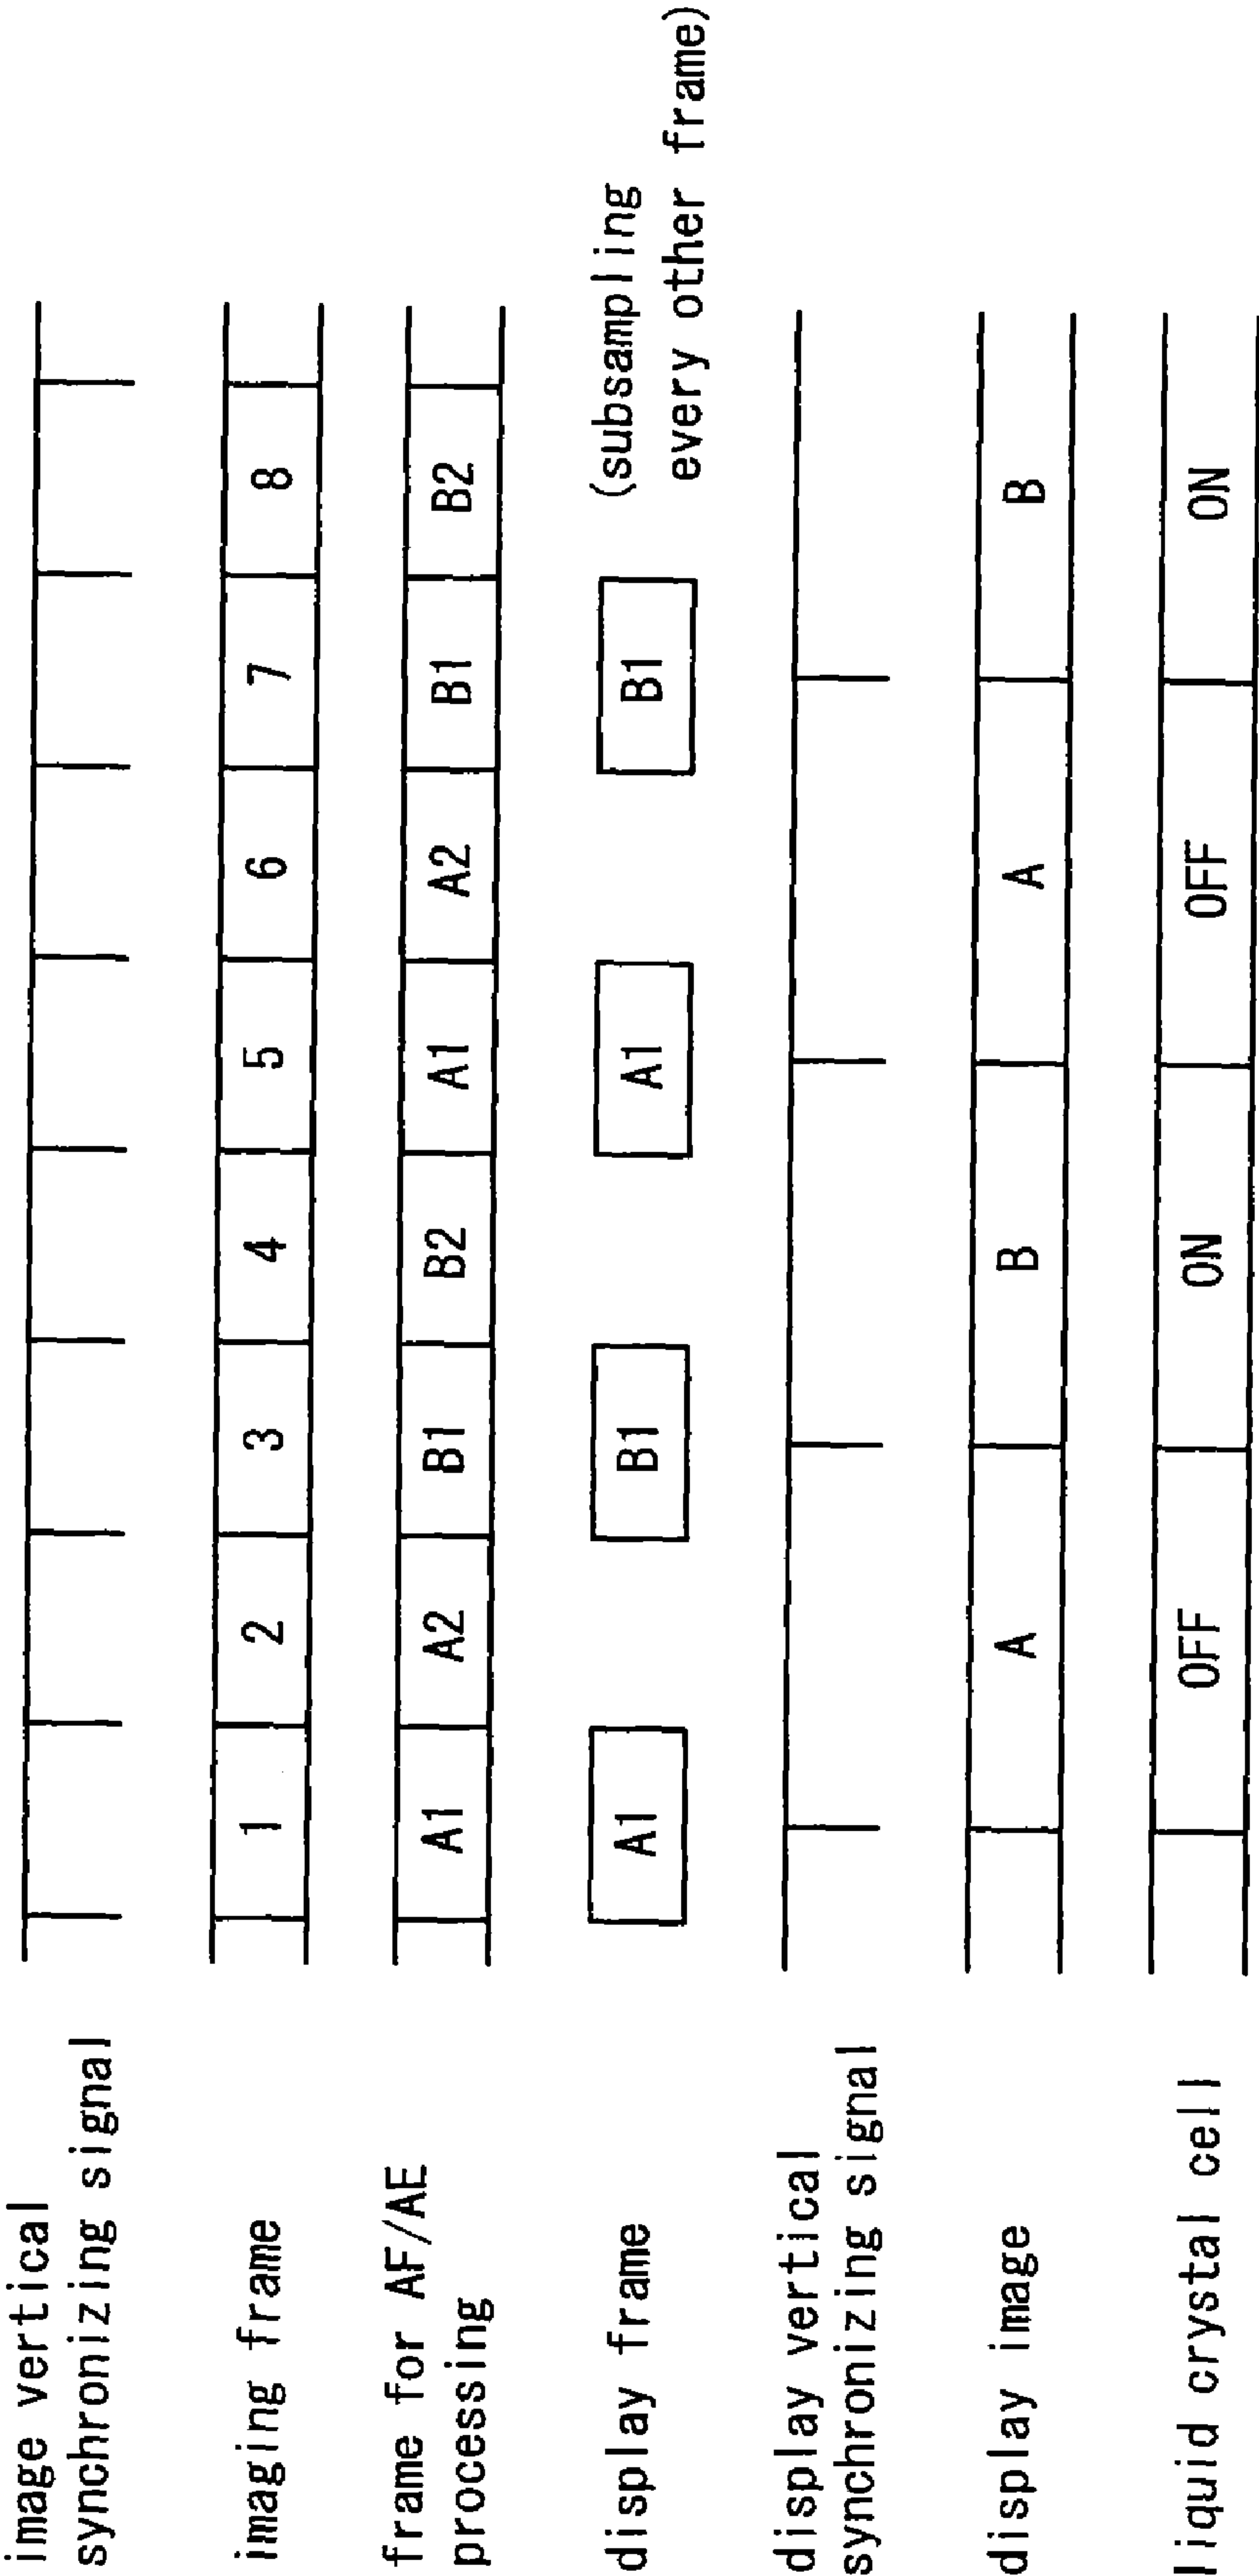 image vertical
synchronizing signal
imaging frame
1 2 3 4 5 6 7 8
frame for AF/AE
processing
A1 A2 B1 B2 A1 A2 B1 B2
display frame
A1 B1 A1 B1
(subsampling
every other frame)
display vertical
synchronizing signal
display image
A B A B
liquid crystal cell
OFF ON OFF ON